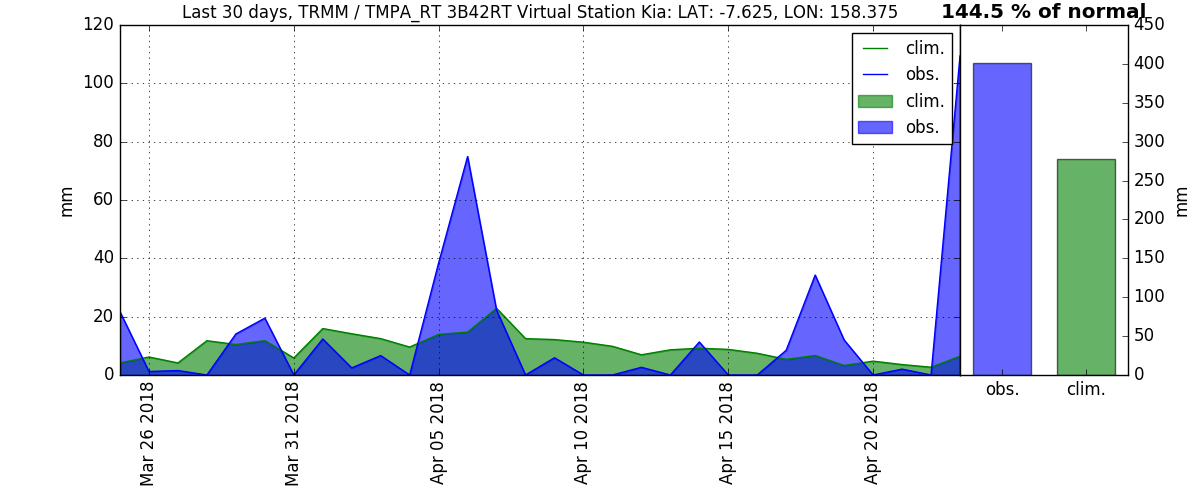 Last 30 days, TRMM / TMPA_RT 3B42RT Virtual Station Kia: LAT: -7.625, LON: 158.375
144.5 % of normal
120
100
80
60
40
20
0
mm
clim.
obs.
clim.
obs.
Mar 26 2018
Mar 31 2018
Apr 05 2018
Apr 10 2018
Apr 15 2018
Apr 20 2018
450
400
350
300
250
200
150
100
50
0
mm
obs.
clim.